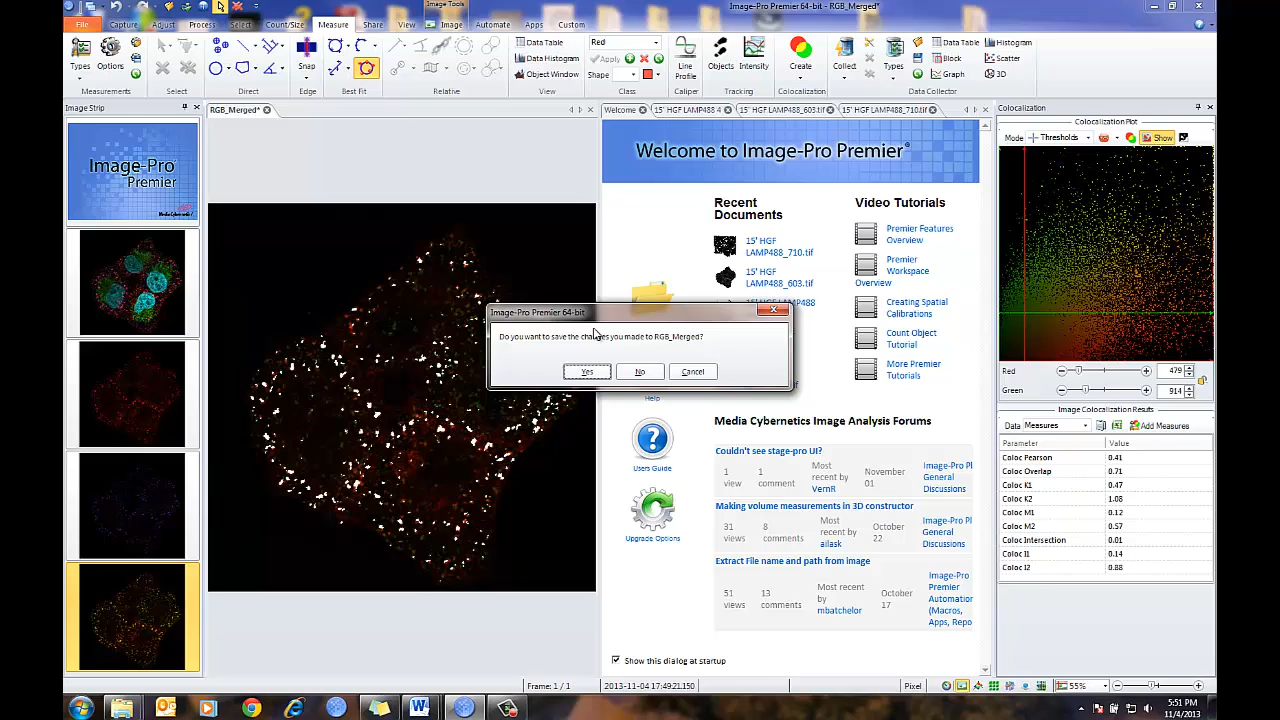 Image Tools
Image-Pro Premier 64-bit - RGB_Merged*
File Capture Adjust Process Select Count/Size Measure Share View Image Automate Apps Custom
Types Options Snap
Data Table
Data Histogram
Object Window
Red
Apply
Shape
Line Profile
Objects Intensity
Create
Collect Types
Data Table Histogram
Block Scatter
Graph 3D
Measurements Select Direct Edge Best Fit Relative View Class Caliper Tracking Colocalization Data Collector
Image Strip
RGB_Merged*
Welcome 15' HGF LAMP488 4 15' HGF LAMP488_603.tif 15' HGF LAMP488_710.tif
Image-Pro
Premier
Media Cybernetics
Welcome to Image-Pro Premier®
Recent
Documents
15' HGF
LAMP488_710.tif
15' HGF
LAMP488_603.tif
LAMP488
Video Tutorials
Premier Features
Overview
Premier
Workspace
Overview
Creating Spatial
Calibrations
Count Object
Tutorial
More Premier
Tutorials
Image-Pro Premier 64-bit
Do you want to save the changes you made to RGB_Merged?
Yes No Cancel
Help
Users Guide
Upgrade Options
Media Cybernetics Image Analysis Forums
Couldn't see stage-pro UI?
1
view
1
comment
Most
recent by
VernR
November
01
Image-Pro Pl
General
Discussions
Making volume measurements in 3D constructor
31
views
8
comments
Most
recent by
ailask
October
22
Image-Pro Pl
General
Discussions
Extract File name and path from image
51
views
13
comments
Most recent
by
mbatchelor
October
17
Image-Pro
Premier
Automation
(Macros,
Apps, Repo
Show this dialog at startup
Colocalization
Colocalization Plot
Mode Thresholds Show
Red 479
Green 914
Image Colocalization Results
Data Measures Add Measures
Parameter Value
Coloc Pearson 0.41
Coloc Overlap 0.71
Coloc K1 0.47
Coloc K2 1.08
Coloc M1 0.12
Coloc M2 0.57
Coloc Intersection 0.01
Coloc I1 0.14
Coloc I2 0.88
Frame: 1 / 1 2013-11-04 17:49:21.150 Pixel 55%
5:51 PM
11/4/2013